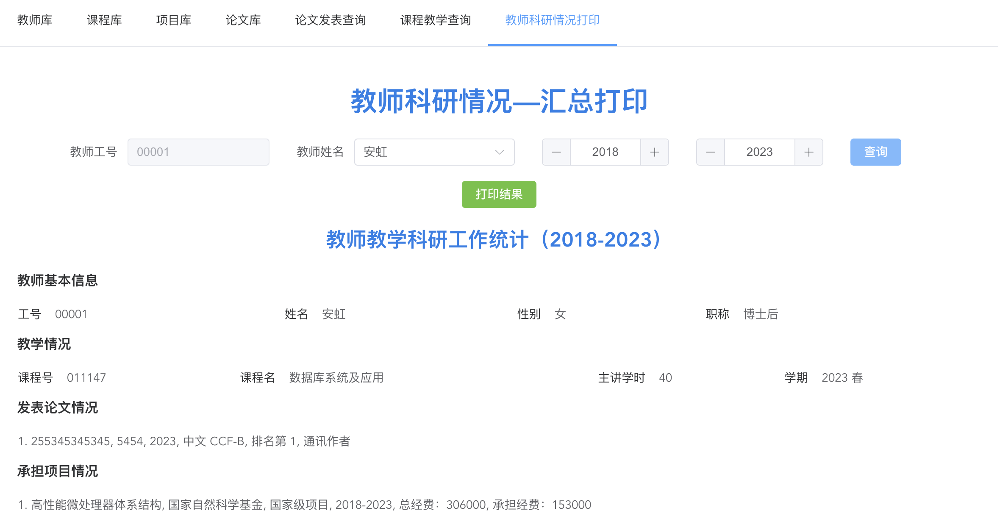 教师库 课程库 项目库 论文库 论文发表查询 课程教学查询 教师科研情况打印
教师科研情况—汇总打印
教师工号 00001 教师姓名 安虹 2018 2023 查询
打印结果
教师教学科研工作统计（2018-2023）
教师基本信息
工号 00001 姓名 安虹 性别 女 职称 博士后
教学情况
课程号 011147 课程名 数据库系统及应用 主讲学时 40 学期 2023 春
发表论文情况
1. 255345345345, 5454, 2023, 中文 CCF-B, 排名第 1, 通讯作者
承担项目情况
1. 高性能微处理器体系结构, 国家自然科学基金, 国家级项目, 2018-2023, 总经费：306000, 承担经费：153000